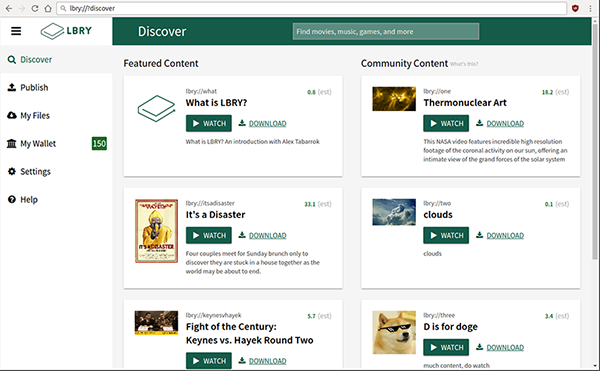 lbry://?discover
LBRY
Discover
Find movies, music, games, and more
Discover
Publish
My Files
My Wallet 150
Settings
Help
Featured Content
lbry://what 0.8 (est)
What is LBRY?
WATCH DOWNLOAD
What is LBRY? An introduction with Alex Tabarrok
lbry://itsadisaster 33.1 (est)
It's a Disaster
WATCH DOWNLOAD
Four couples meet for Sunday brunch only to
discover they are stuck in a house together as the
world may be about to end.
IT'S A DISASTER
lbry://keynesvhayek 5.7 (est)
Fight of the Century:
Keynes vs. Hayek Round Two
WATCH DOWNLOAD
Community Content What's this?
lbry://one 18.2 (est)
Thermonuclear Art
WATCH DOWNLOAD
This NASA video features incredible high resolution
footage of the coronal activity on our sun, offering an
intimate view of the grand forces of the solar system
lbry://two 0.1 (est)
clouds
WATCH DOWNLOAD
clouds
lbry://three 3.4 (est)
D is for doge
WATCH DOWNLOAD
much content, do watch